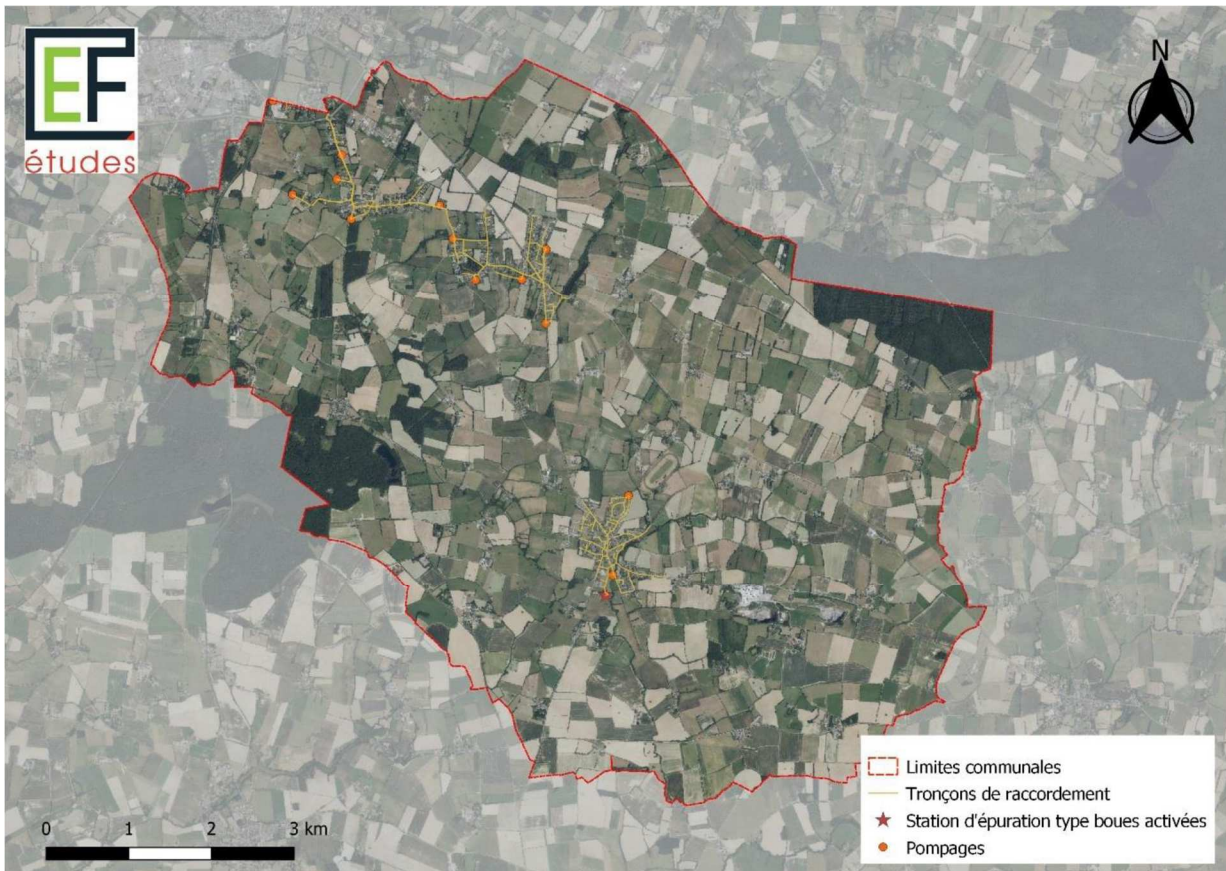 EF
études
N
0 1 2 3 km
Limites communales
Tronçons de raccordement
Station d'épuration type boues activées
Pompages